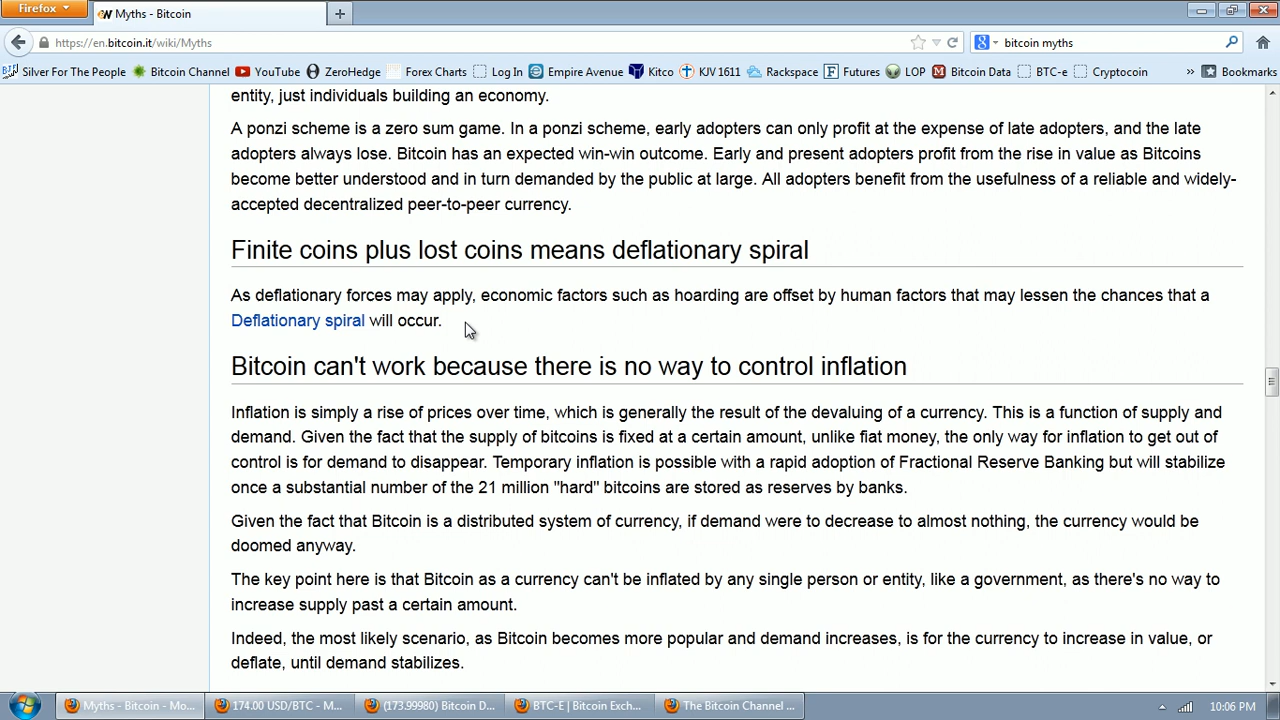 Firefox
Myths - Bitcoin
https://en.bitcoin.it/wiki/Myths
bitcoin myths
Silver For The People
Bitcoin Channel
YouTube
ZeroHedge
Forex Charts
Log In
Empire Avenue
Kitco
KJV 1611
Rackspace
Futures
LOP
Bitcoin Data
BTC-e
Cryptocoin
»
Bookmarks
entity, just individuals building an economy.
A ponzi scheme is a zero sum game. In a ponzi scheme, early adopters can only profit at the expense of late adopters, and the late
adopters always lose. Bitcoin has an expected win-win outcome. Early and present adopters profit from the rise in value as Bitcoins
become better understood and in turn demanded by the public at large. All adopters benefit from the usefulness of a reliable and widely-
accepted decentralized peer-to-peer currency.
Finite coins plus lost coins means deflationary spiral
As deflationary forces may apply, economic factors such as hoarding are offset by human factors that may lessen the chances that a
Deflationary spiral will occur.
Bitcoin can't work because there is no way to control inflation
Inflation is simply a rise of prices over time, which is generally the result of the devaluing of a currency. This is a function of supply and
demand. Given the fact that the supply of bitcoins is fixed at a certain amount, unlike fiat money, the only way for inflation to get out of
control is for demand to disappear. Temporary inflation is possible with a rapid adoption of Fractional Reserve Banking but will stabilize
once a substantial number of the 21 million "hard" bitcoins are stored as reserves by banks.
Given the fact that Bitcoin is a distributed system of currency, if demand were to decrease to almost nothing, the currency would be
doomed anyway.
The key point here is that Bitcoin as a currency can't be inflated by any single person or entity, like a government, as there's no way to
increase supply past a certain amount.
Indeed, the most likely scenario, as Bitcoin becomes more popular and demand increases, is for the currency to increase in value, or
deflate, until demand stabilizes.
Myths - Bitcoin - Mo...
174.00 USD/BTC - M...
(173.99980) Bitcoin D...
BTC-E | Bitcoin Exch...
The Bitcoin Channel ...
10:06 PM